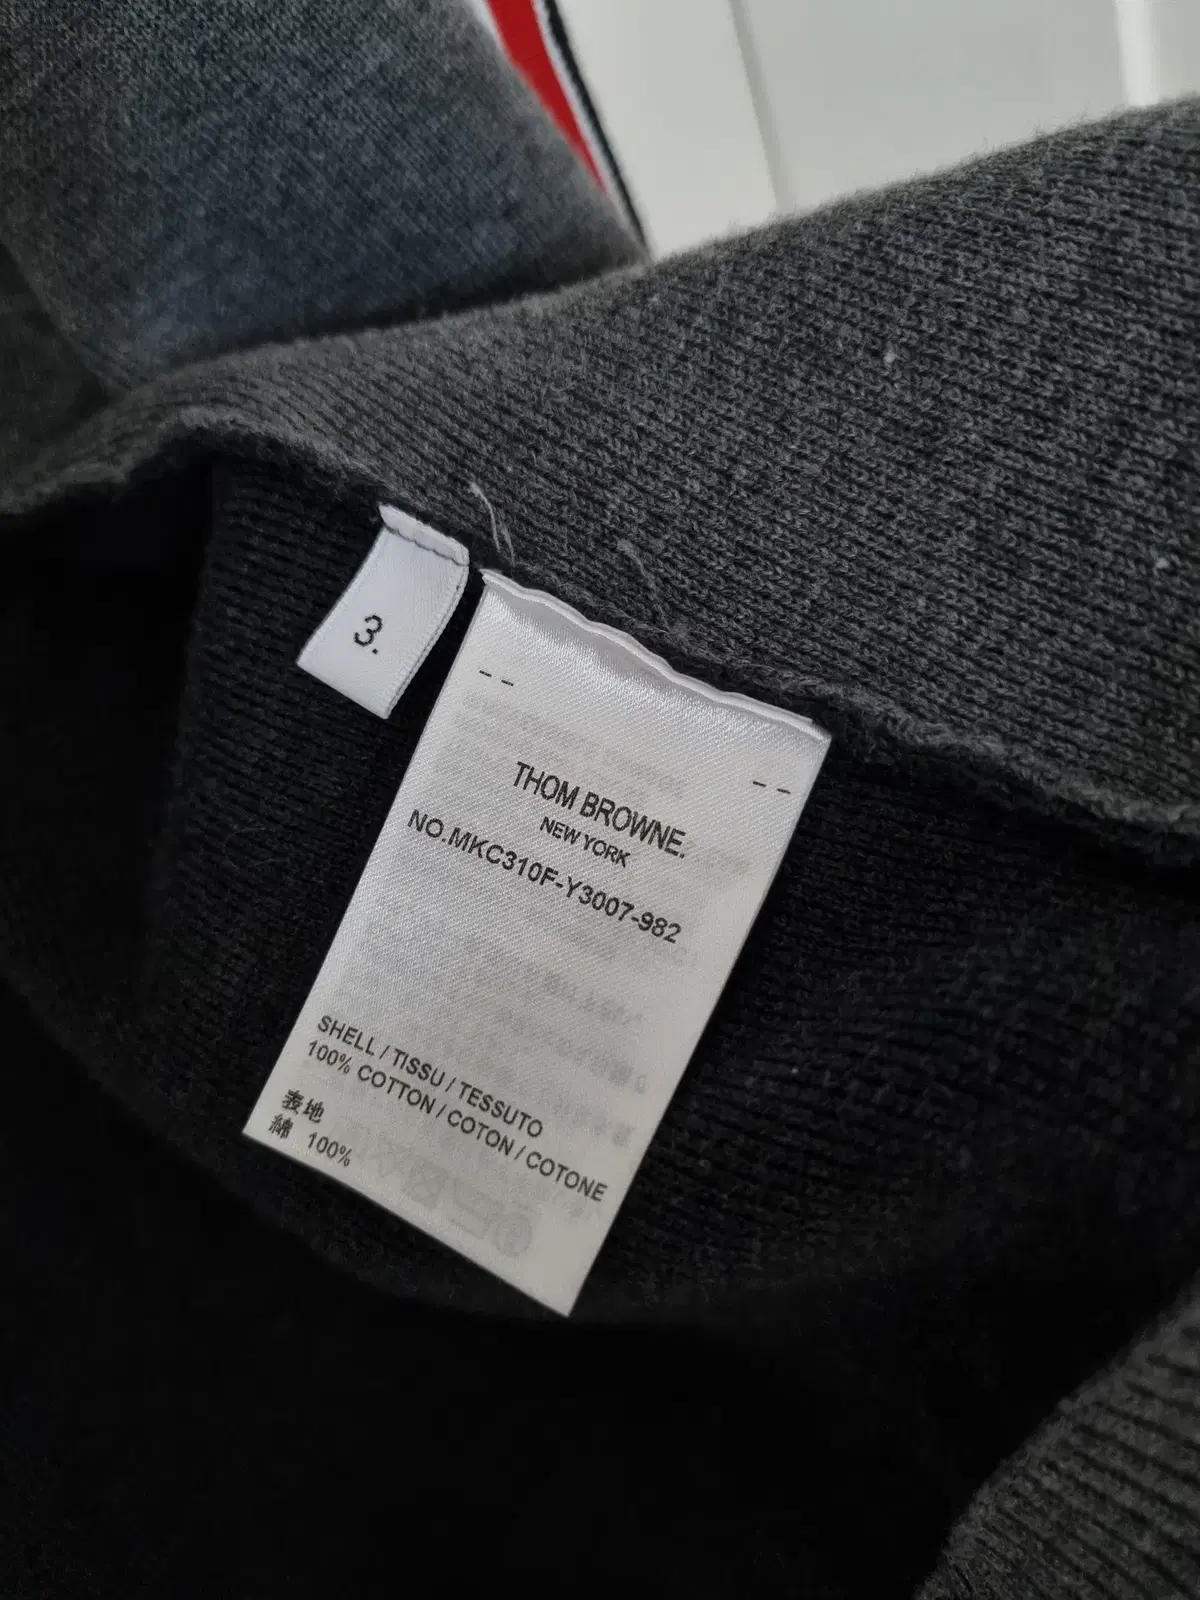 3.
-- --
THOM BROWNE.
NEW YORK
NO.MKC310F-Y3007-982
SHELL / TISSU / TESSUTO
100% COTTON / COTON / COTONE
表地
綿 100%